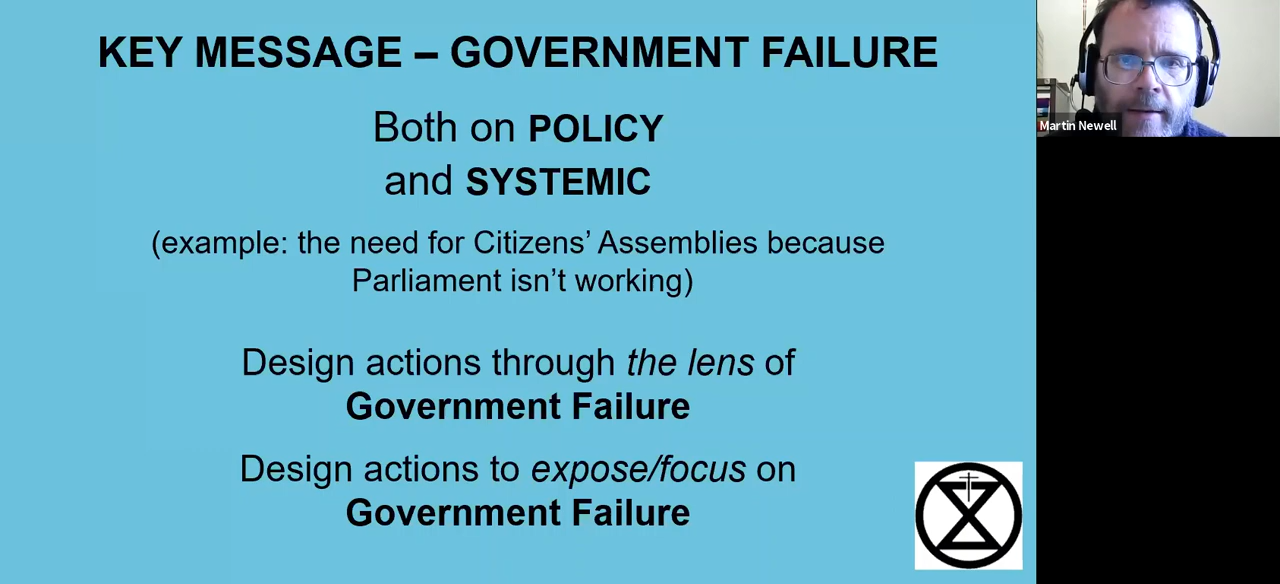 KEY MESSAGE – GOVERNMENT FAILURE
Both on POLICY
and SYSTEMIC
(example: the need for Citizens’ Assemblies because
Parliament isn’t working)
Design actions through the lens of
Government Failure
Design actions to expose/focus on
Government Failure
Martin Newell